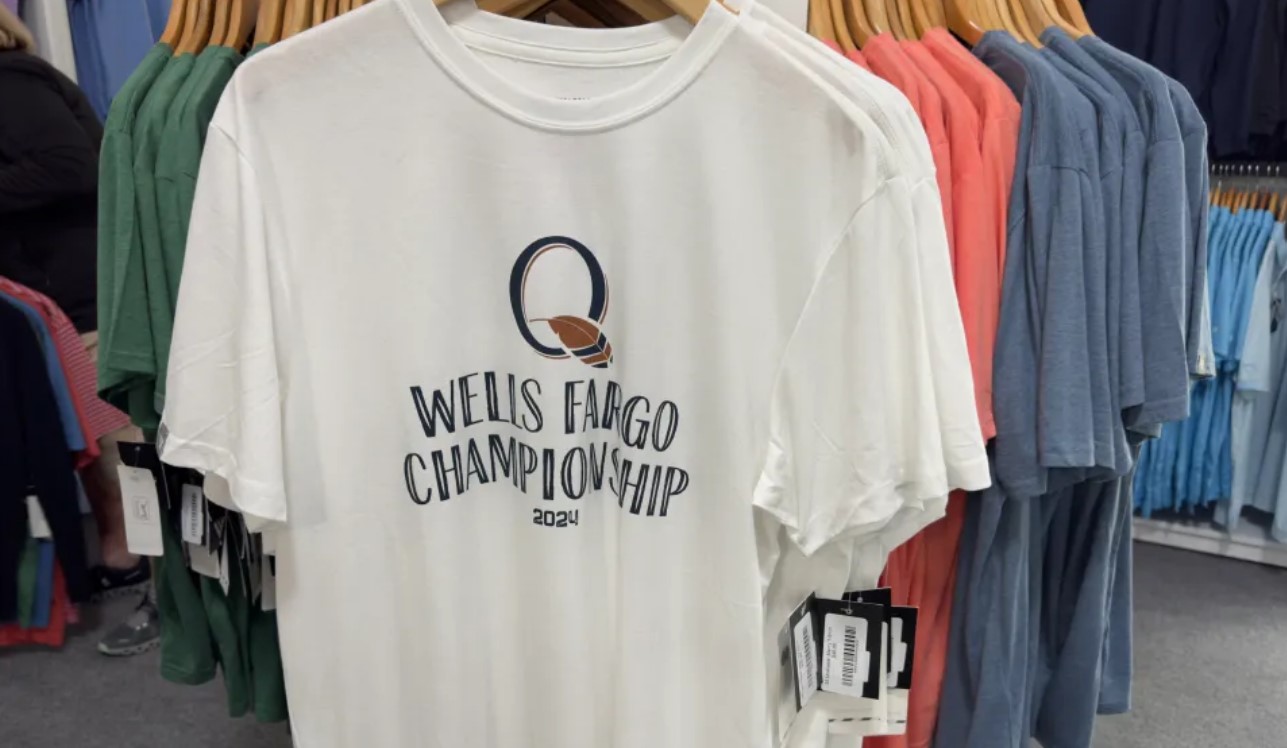 Q
WELLS FARGO
CHAMPIONSHIP
2024